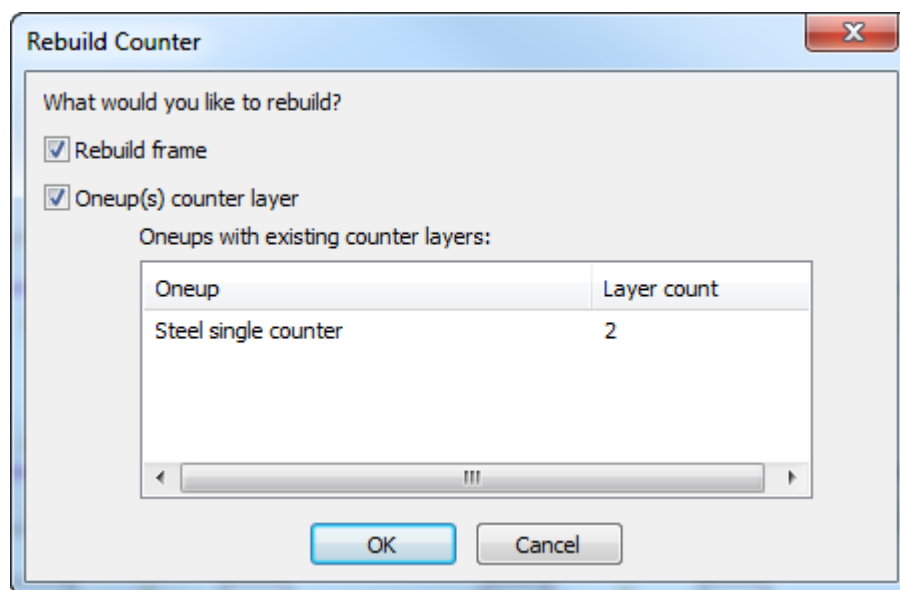 Rebuild Counter
What would you like to rebuild?
Rebuild frame
Oneup(s) counter layer
Oneups with existing counter layers:
Oneup Layer count
Steel single counter 2
OK Cancel